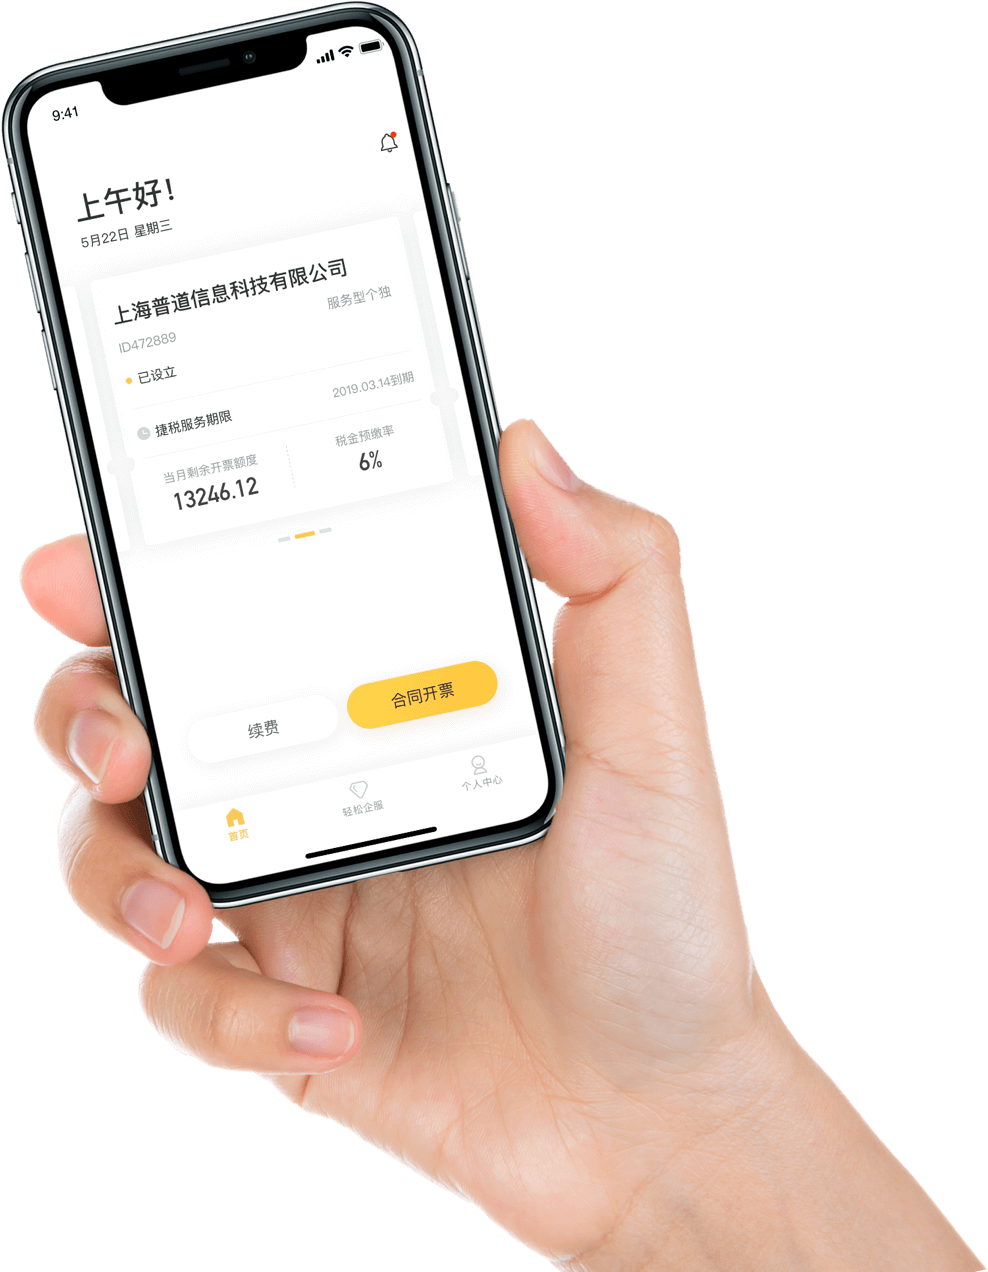 9:41
上午好!
5月22日 星期三
上海普道信息科技有限公司
服务型个独
ID472889
已设立
捷税服务期限
2019.03.14到期
当月剩余开票额度
税金预缴率
13246.12
6%
续费
合同开票
首页
轻松企服
个人中心